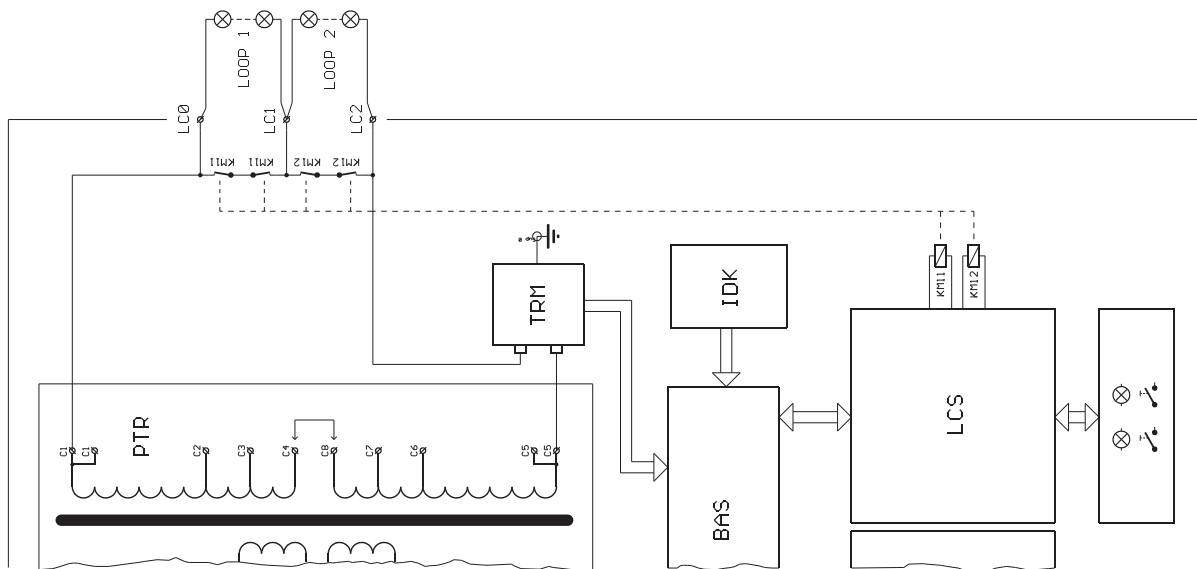 LOOP 1
LOOP 2
LC0
LC1
LC2
KM11
KM11
KM12
KM12
TRM
IDK
KM11
KM12
PTR
BAS
LCS
C1
C1
C2
C3
C4
C8
C7
C6
C5
C5